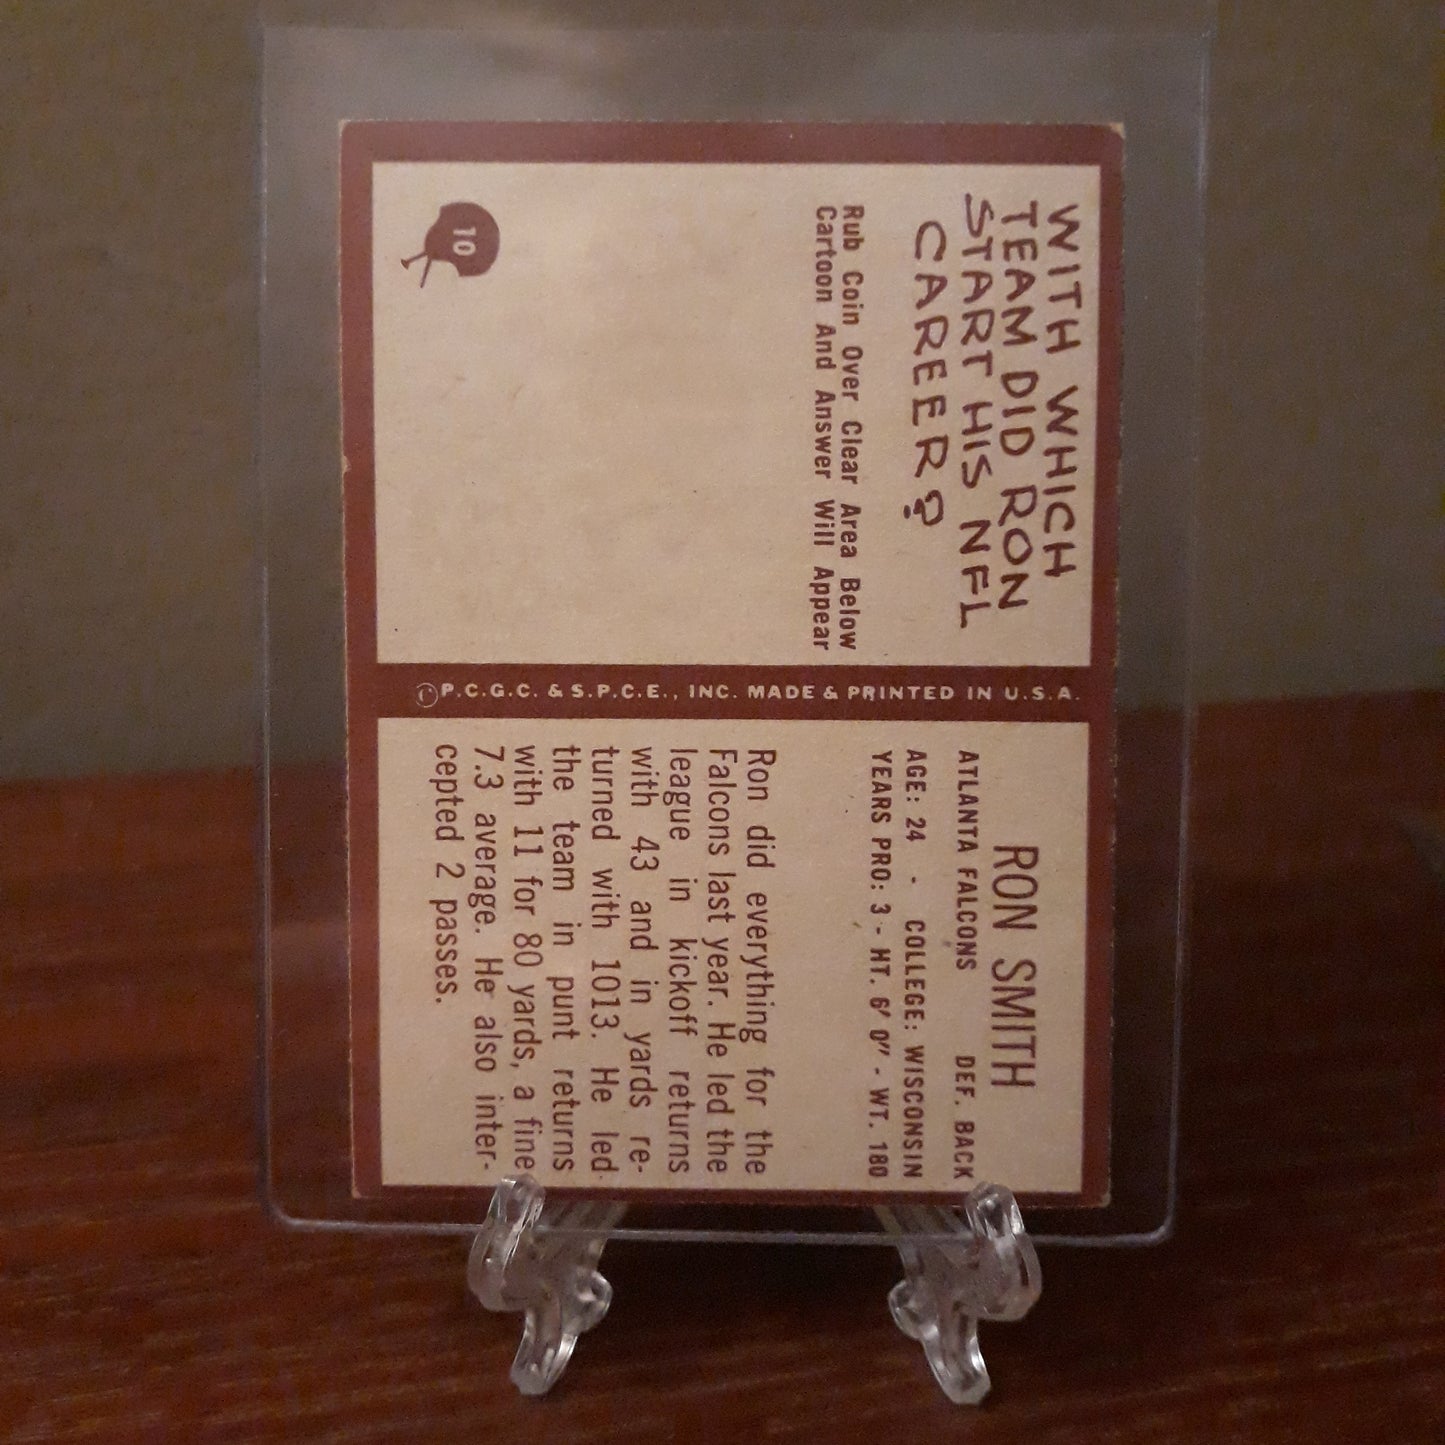 WITH WHICH
TEAM DID RON
START HIS NFL
CAREER?
Rub Coin Over Clear Area Below
Cartoon And Answer Will Appear
10
©P.C.G.C. & S.P.C.E., INC. MADE & PRINTED IN U.S.A.
RON SMITH
ATLANTA FALCONS DEF. BACK
AGE: 24 - COLLEGE: WISCONSIN
YEARS PRO: 3 - HT. 6' 0" - WT. 180
Ron did everything for the
Falcons last year. He led the
league in kickoff returns
with 43 and in yards re-
turned with 1013. He led
the team in punt returns
with 11 for 80 yards, a fine
7.3 average. He also inter-
cepted 2 passes.